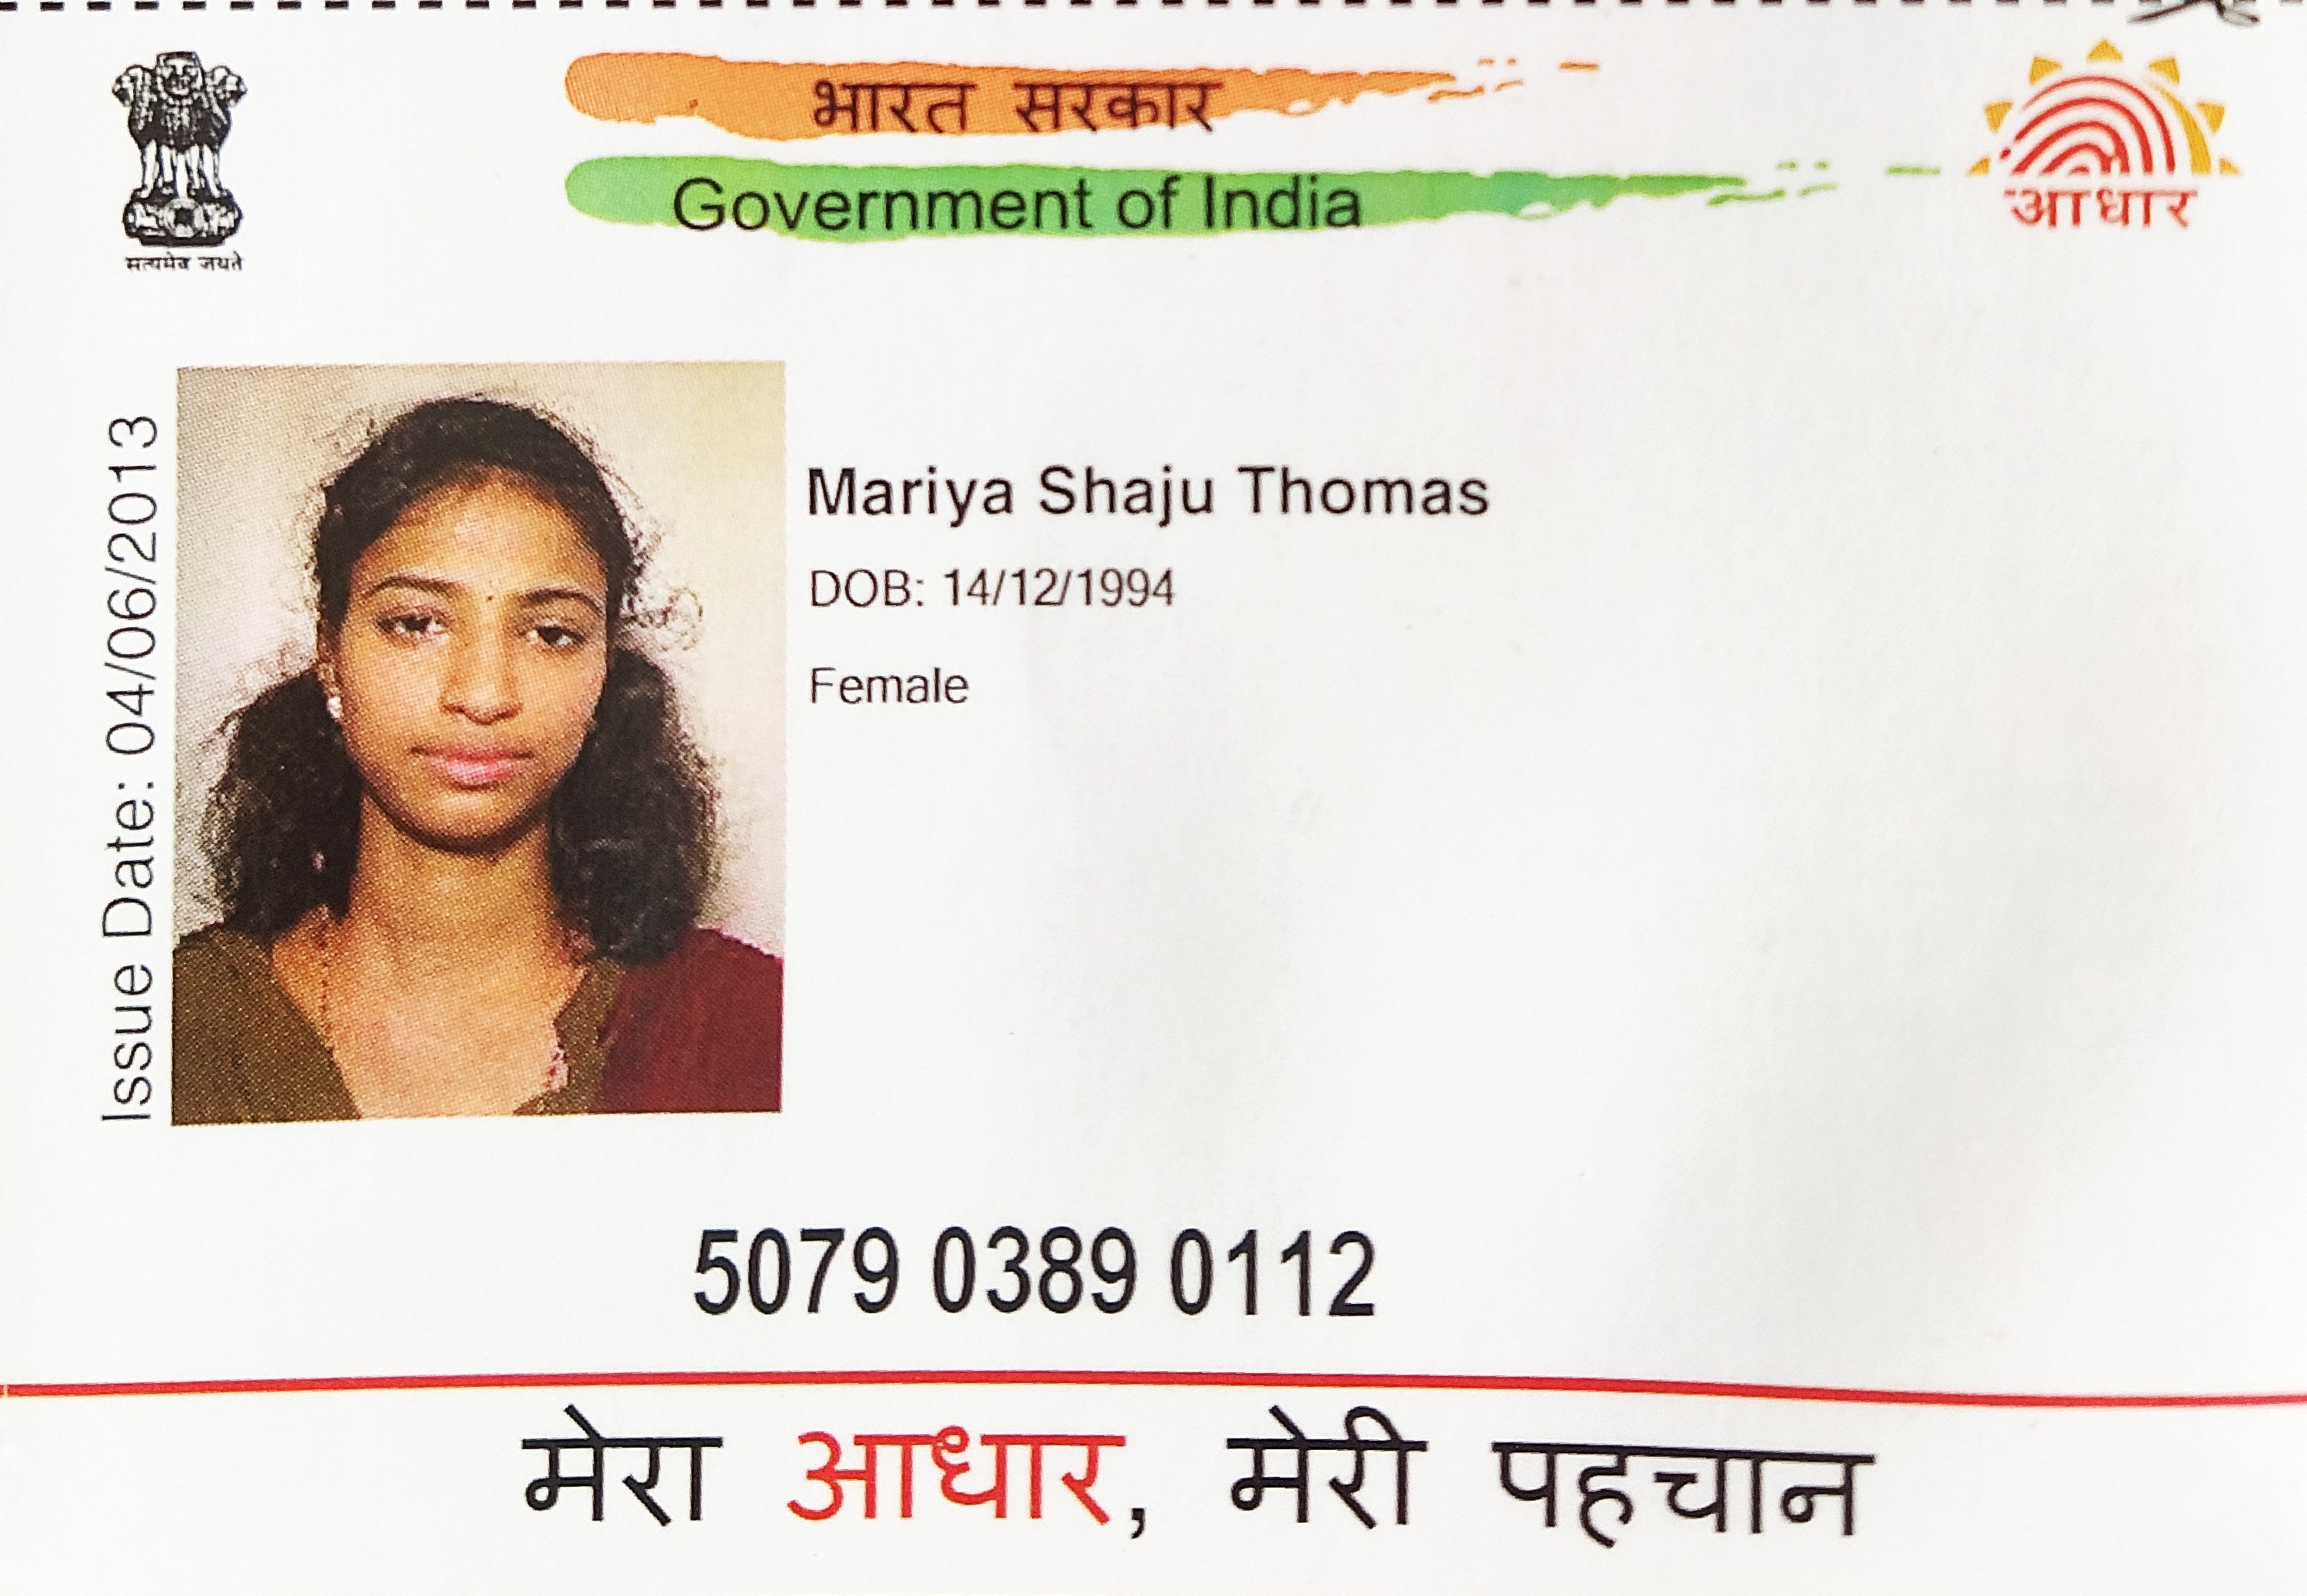 भारत सरकार
Government of India
सत्यमेव जयते
आधार
Issue Date: 04/06/2013
Mariya Shaju Thomas
DOB: 14/12/1994
Female
5079 0389 0112
मेरा आधार, मेरी पहचान